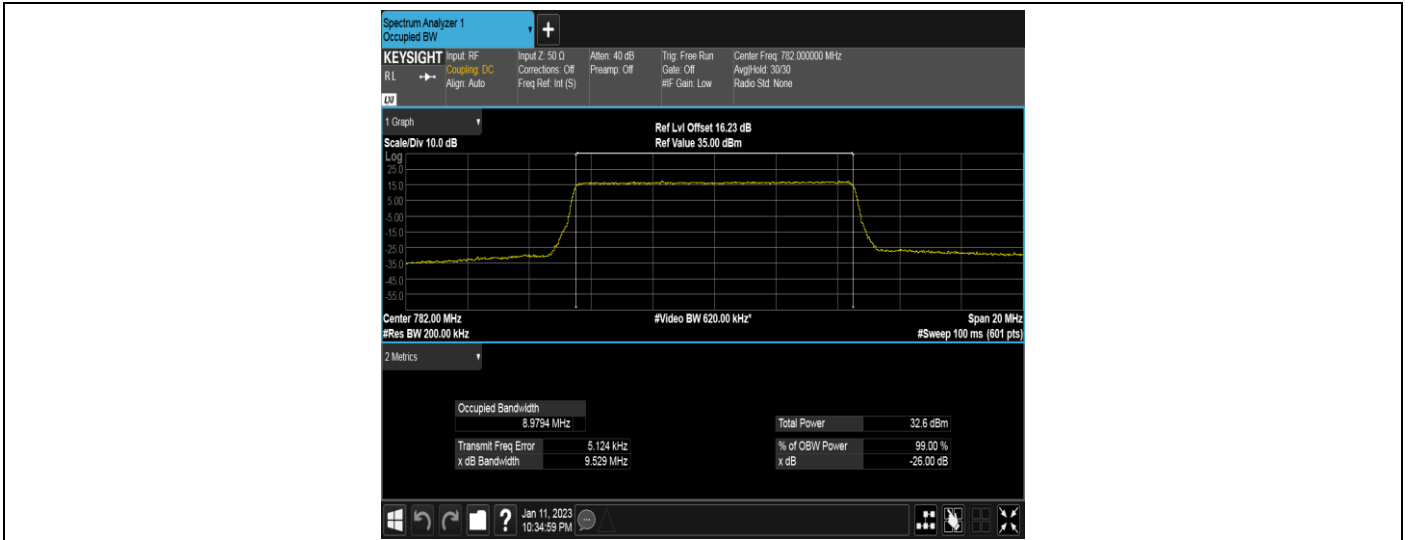 Spectrum Analyzer 1
Occupied BW
+
KEYSIGHT Input: RF Input Z: 50 Ω Atten: 40 dB Trig: Free Run Center Freq: 782.000000 MHz
RL Coupling: DC Corrections: Off Preamp: Off Gate: Off Avg|Hold: 30/30
Align: Auto Freq Ref: Int (S) #IF Gain: Low Radio Std: None
LXI
1 Graph Ref Lvl Offset 16.23 dB
Scale/Div 10.0 dB Ref Value 35.00 dBm
Log
25.0
15.0
5.00
-5.00
-15.0
-25.0
-35.0
-45.0
-55.0
Center 782.00 MHz #Video BW 620.00 kHz* Span 20 MHz
#Res BW 200.00 kHz #Sweep 100 ms (601 pts)
2 Metrics
Occupied Bandwidth
8.9794 MHz Total Power 32.6 dBm
Transmit Freq Error 5.124 kHz % of OBW Power 99.00 %
x dB Bandwidth 9.529 MHz x dB -26.00 dB
? Jan 11, 2023
10:34:59 PM